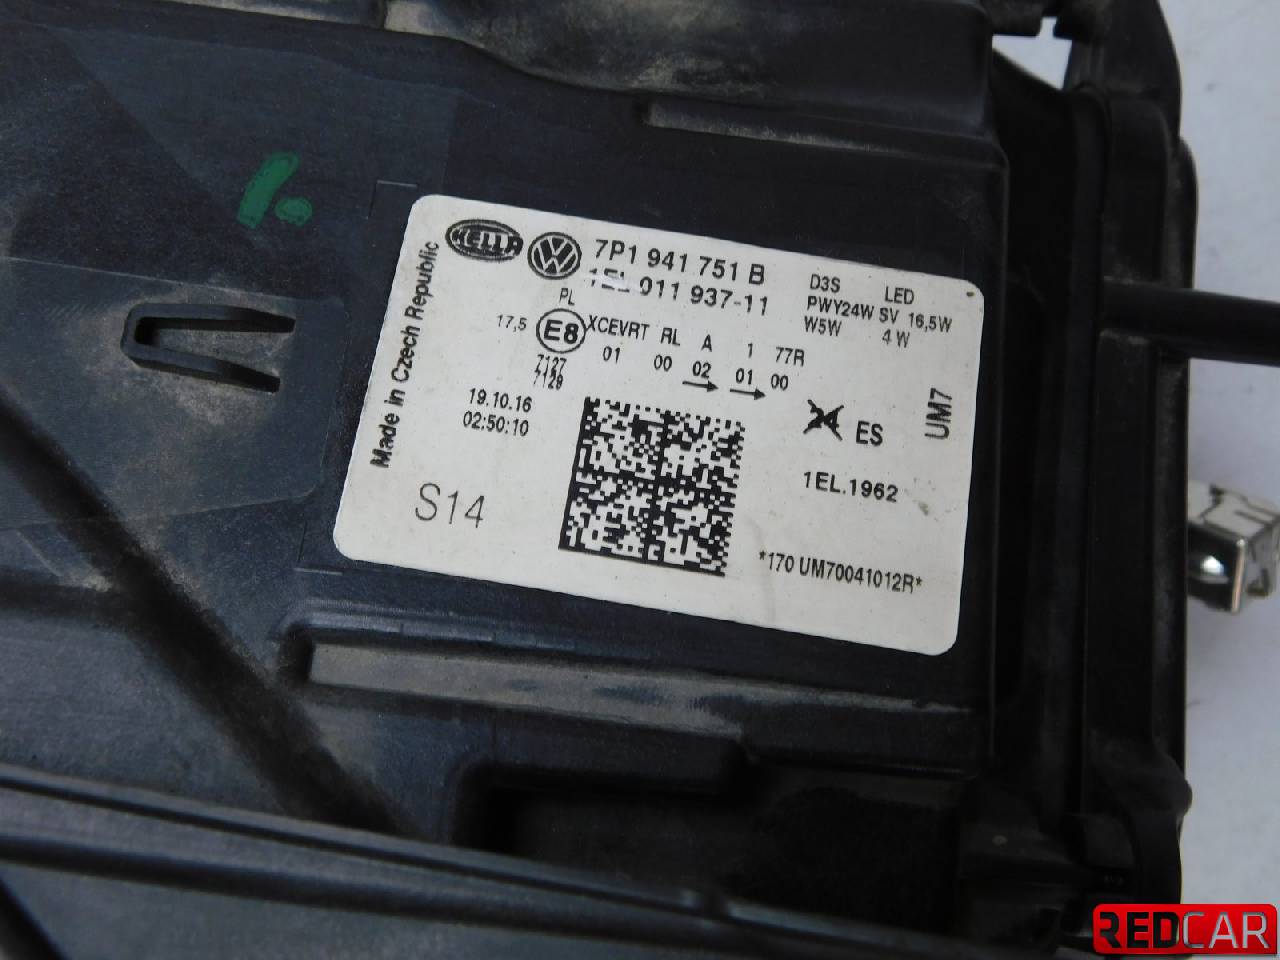 HELLA VW 7P1 941 751 B
1EL 011 937-11
D3S LED
PWY24W SV 16,5W
W5W 4 W
PL
17,5 E8 XCEVRT RL A 1 77R
01 00 02 01 00
7127
7129
19.10.16
02:50:10
Made in Czech Republic
24 ES
UM7
1EL.1962
S14
*170 UM70041012R*
REDCAR